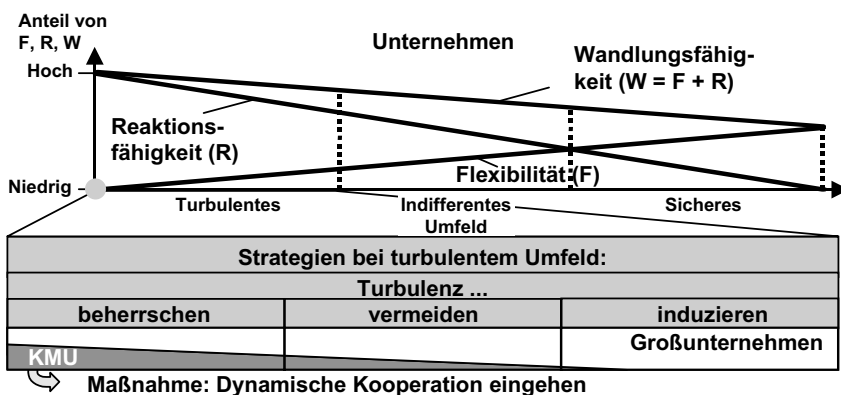 Anteil von
F, R, W
Unternehmen
Hoch
Wandlungsfähig-
keit (W = F + R)
Reaktions-
fähigkeit (R)
Flexibilität (F)
Niedrig
Turbulentes
Indifferentes
Sicheres
Umfeld
Strategien bei turbulentem Umfeld:
Turbulenz ...
beherrschen
vermeiden
induzieren
Großunternehmen
KMU
Maßnahme: Dynamische Kooperation eingehen